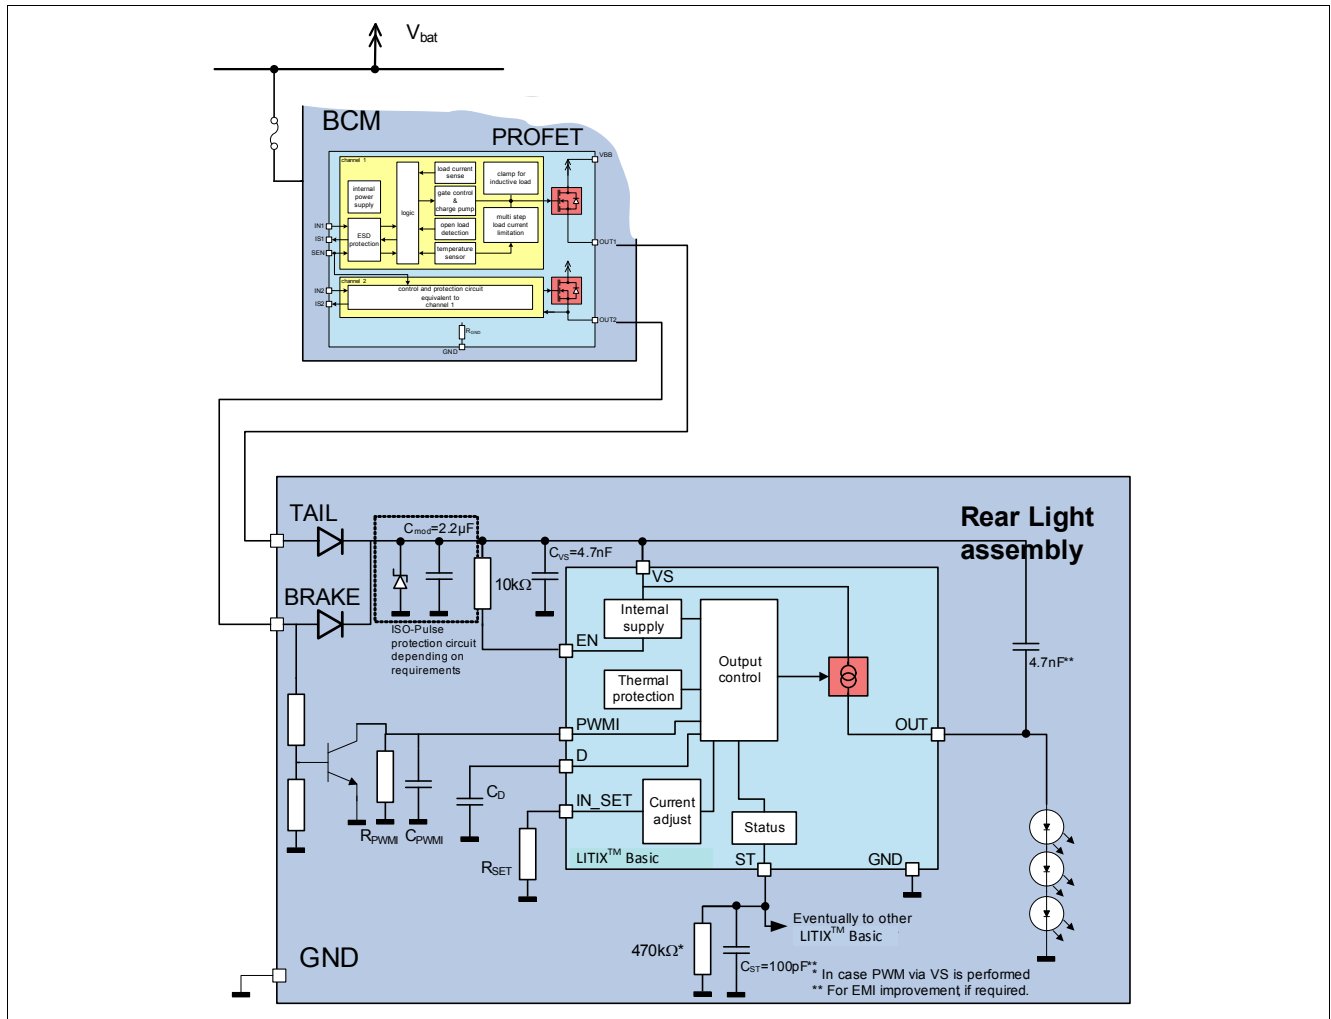 Vbat
BCM
PROFET
channel 1
VBB
load current
sense
clamp for
inductive load
internal
power
supply
logic
gate control
&
charge pump
IN1
IS1
SEN
ESD
protection
open load
detection
multi step
load current
limitation
temperature
sensor
OUT1
channel 2
IN2
IS2
control and protection circuit
equivalent to
channel 1
OUT2
RGND
GND
Rear Light
assembly
TAIL
Cmod=2.2µF
CVS=4.7nF
10kΩ
VS
BRAKE
ISO-Pulse
protection circuit
depending on
requirements
EN
Internal
supply
Output
control
Thermal
protection
4.7nF**
PWMI
OUT
D
CD
IN_SET
Current
adjust
Status
RPWMI
CPWMI
RSET
LITIX™ Basic
ST
GND
Eventually to other
LITIX™ Basic
470kΩ*
CST=100pF**
GND
* In case PWM via VS is performed
** For EMI improvement, if required.